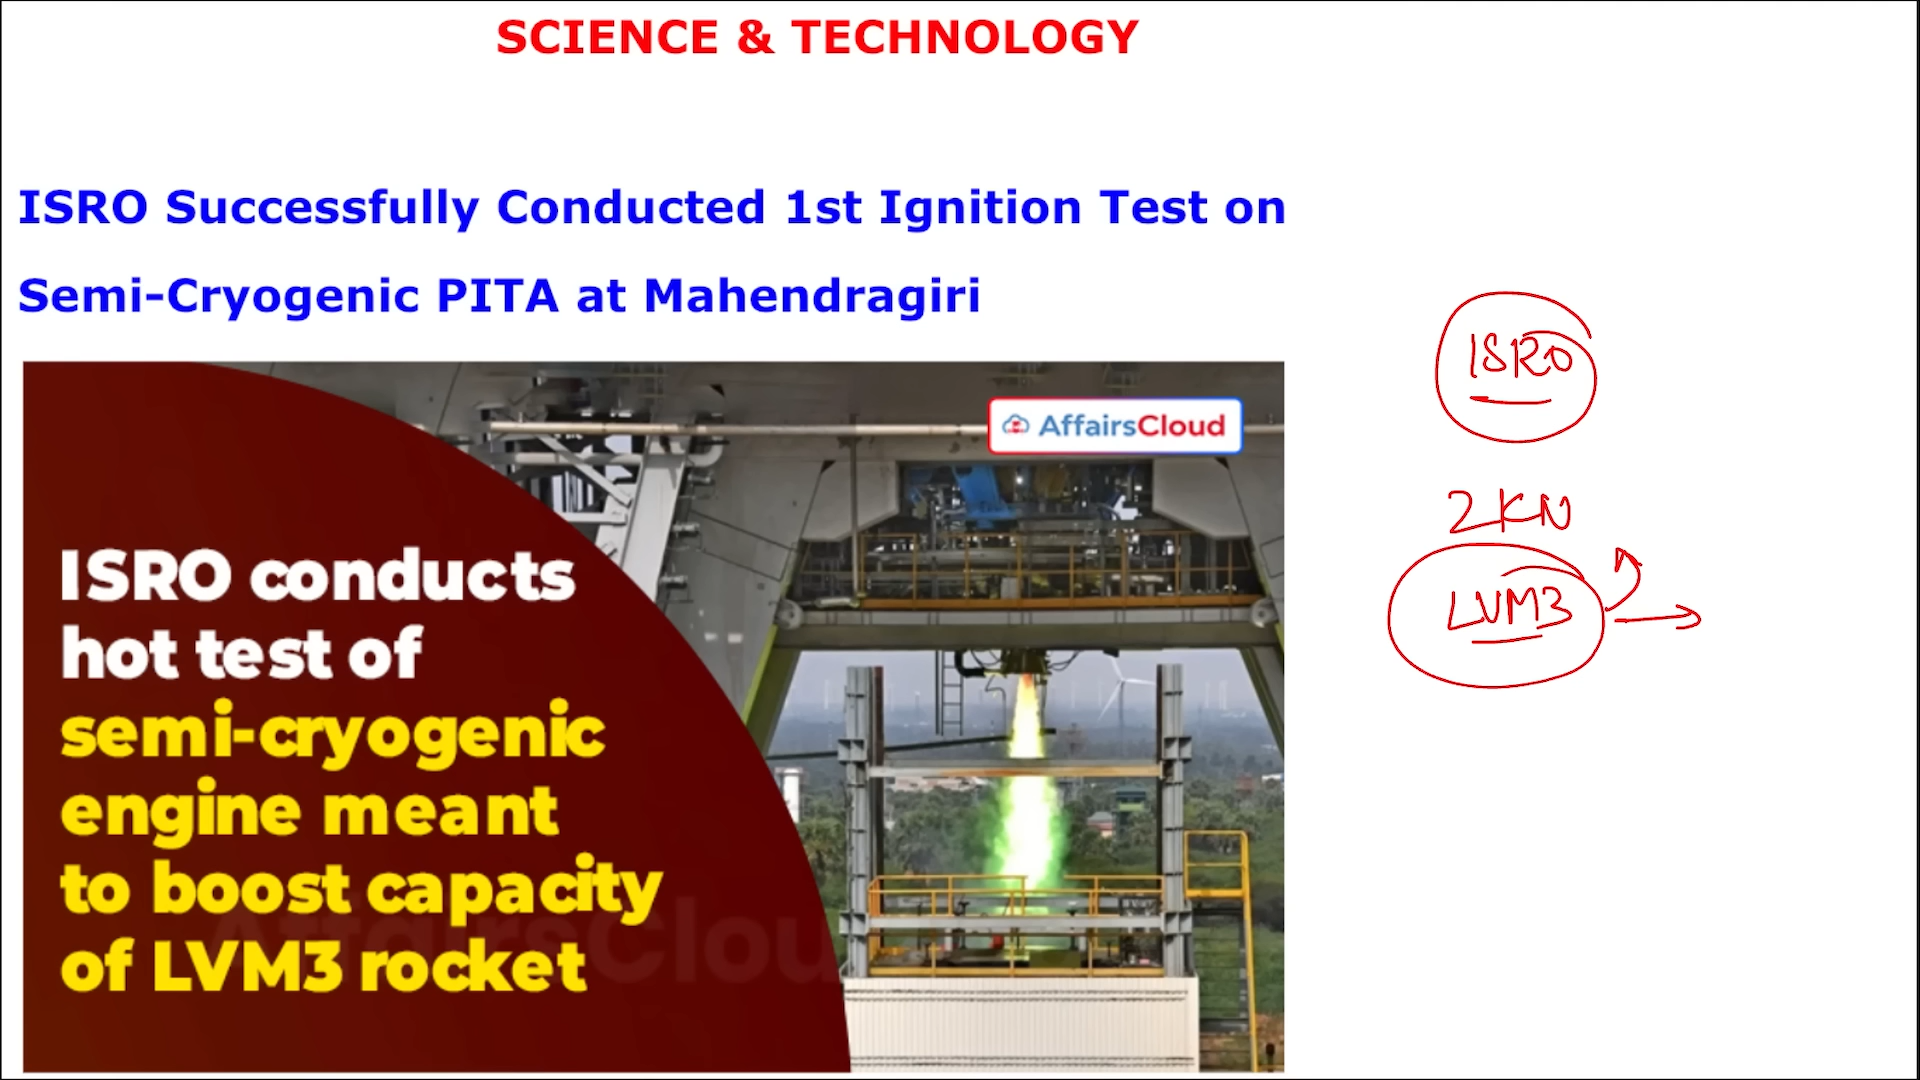 SCIENCE & TECHNOLOGY
ISRO Successfully Conducted 1st Ignition Test on
Semi-Cryogenic PITA at Mahendragiri
AffairsCloud
ISRO conducts
hot test of
semi-cryogenic
engine meant
to boost capacity
of LVM3 rocket
AffairsCloud
ISRO
2KN
LVM3